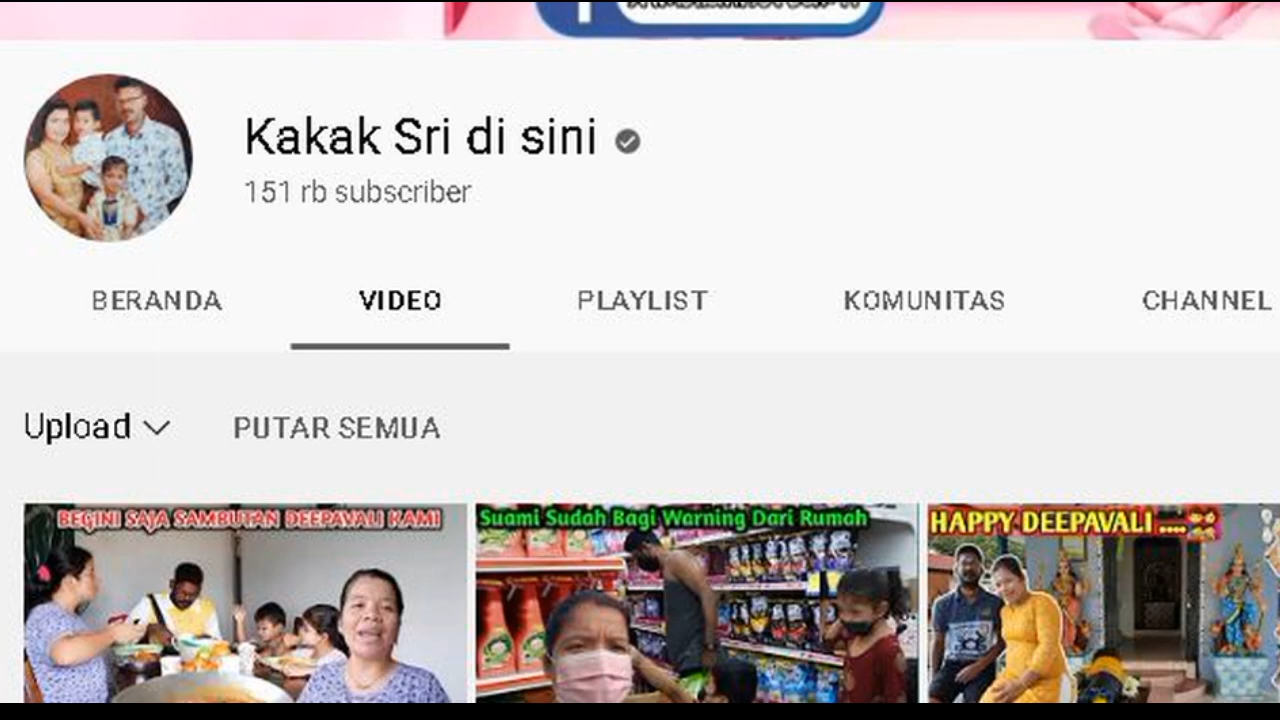 Kakak Sri di sini
151 rb subscriber
BERANDA VIDEO PLAYLIST KOMUNITAS CHANNEL
Upload PUTAR SEMUA
BEGINI SAJA SAMBUTAN DEEPAVALI KAMI
Suami Sudah Bagi Warning Dari Rumah
HAPPY DEEPAVALI ....